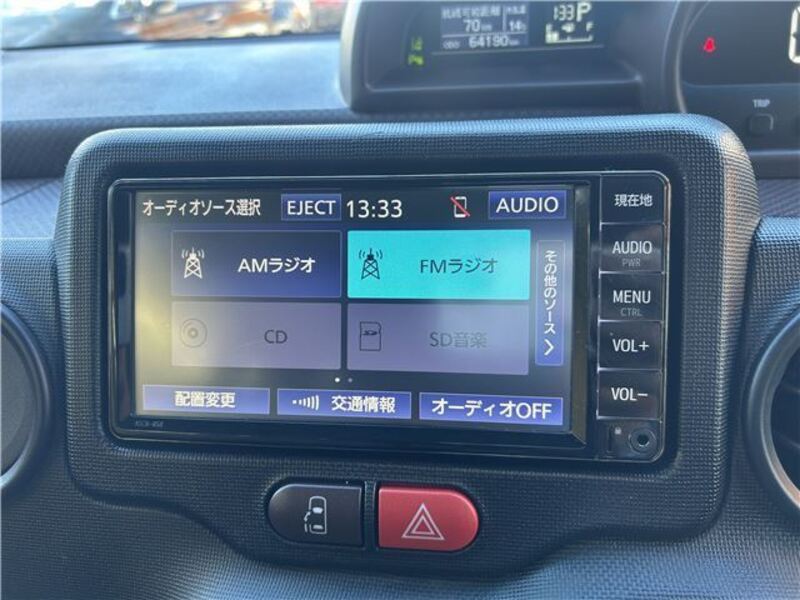 航続可能距離
70km 14℃
ODO 64190km
133 P
F
TRIP
オーディオソース選択 EJECT 13:33 AUDIO
AMラジオ FMラジオ
CD SD音楽
その他のソース
配置変更 交通情報 オーディオOFF
現在地
AUDIO
PWR
MENU
CTRL
VOL+
VOL-